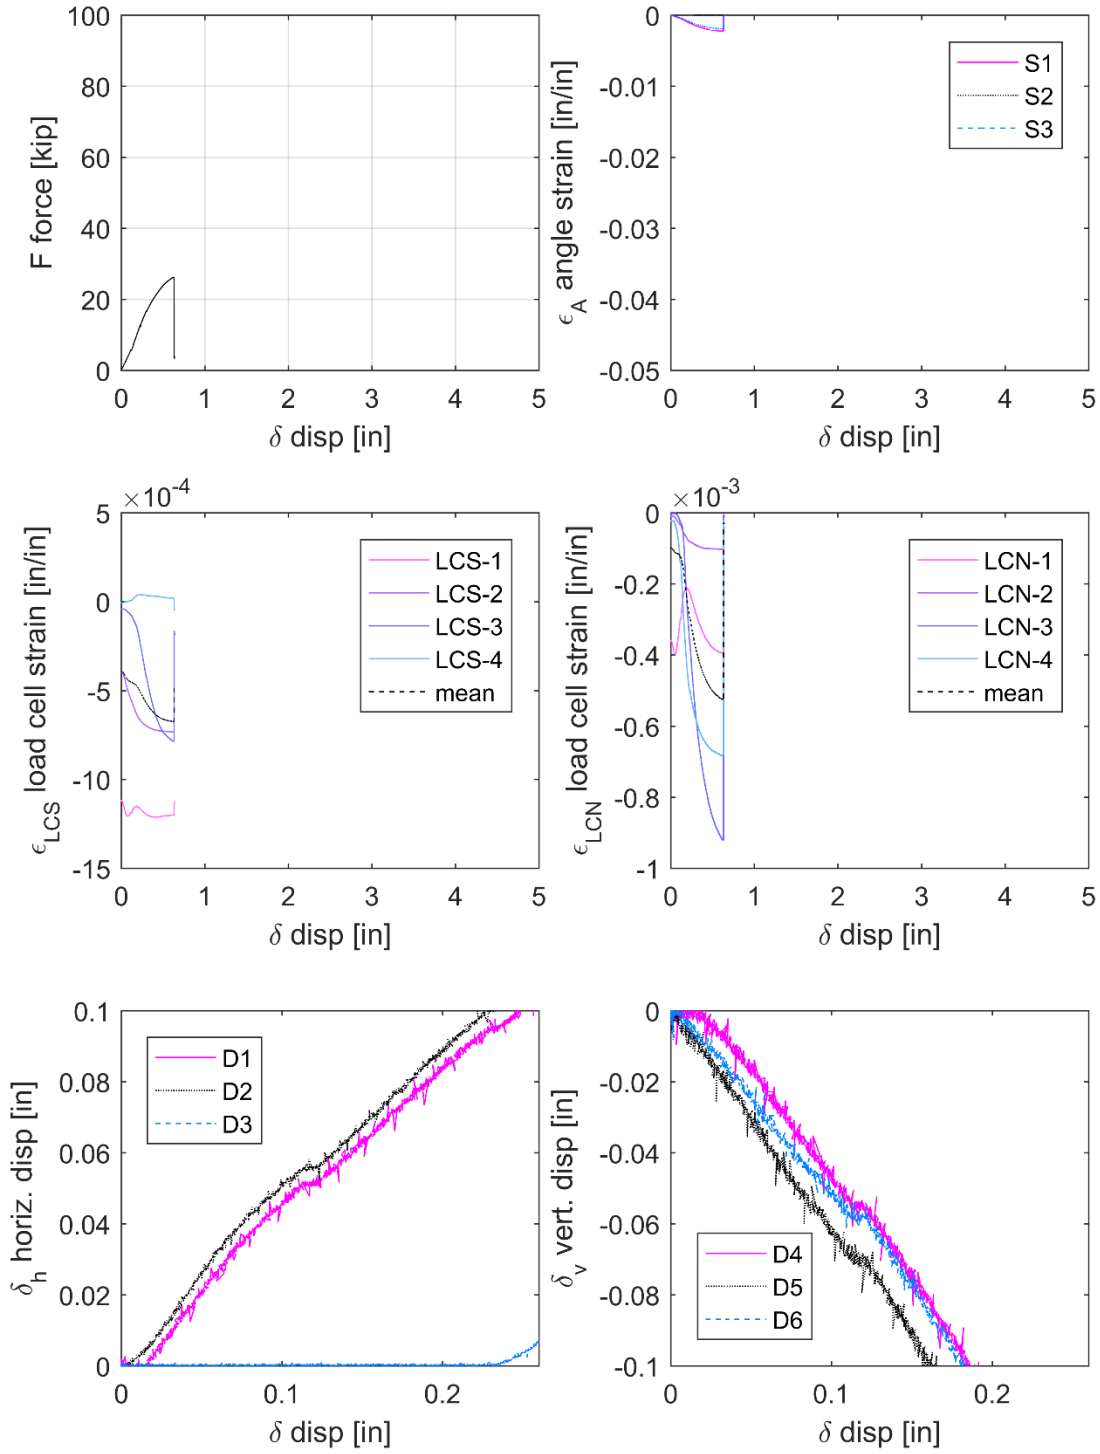 100
80
60
40
20
0
0 1 2 3 4 5
F force [kip]
δ disp [in]
0
-0.01
-0.02
-0.03
-0.04
-0.05
0 1 2 3 4 5
ϵA angle strain [in/in]
δ disp [in]
S1
S2
S3
×10-4
5
0
-5
-10
-15
0 1 2 3 4 5
ϵLCS load cell strain [in/in]
δ disp [in]
LCS-1
LCS-2
LCS-3
LCS-4
mean
×10-3
0
-0.2
-0.4
-0.6
-0.8
-1
0 1 2 3 4 5
ϵLCN load cell strain [in/in]
δ disp [in]
LCN-1
LCN-2
LCN-3
LCN-4
mean
0.1
0.08
0.06
0.04
0.02
0
0 0.1 0.2
δh horiz. disp [in]
δ disp [in]
D1
D2
D3
0
-0.02
-0.04
-0.06
-0.08
-0.1
0 0.1 0.2
δv vert. disp [in]
δ disp [in]
D4
D5
D6